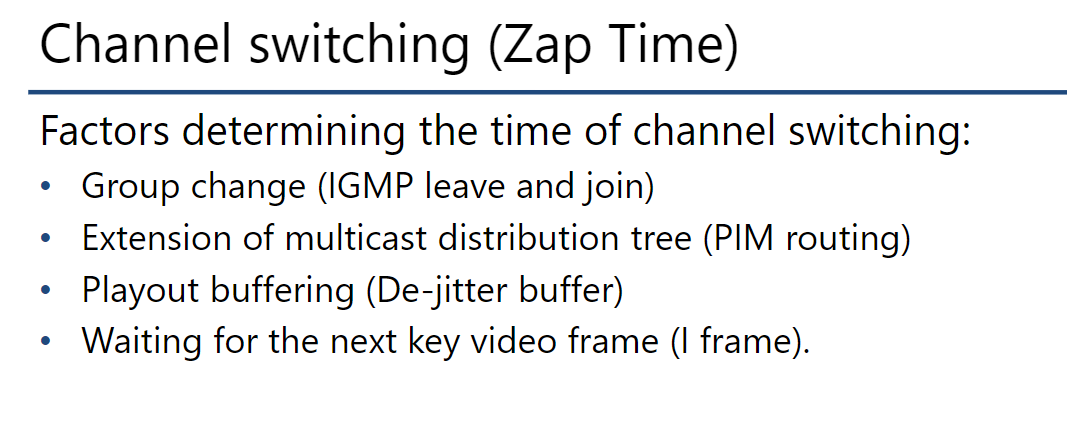 Channel switching (Zap Time)
Factors determining the time of channel switching:
• Group change (IGMP leave and join)
• Extension of multicast distribution tree (PIM routing)
• Playout buffering (De-jitter buffer)
• Waiting for the next key video frame (I frame).